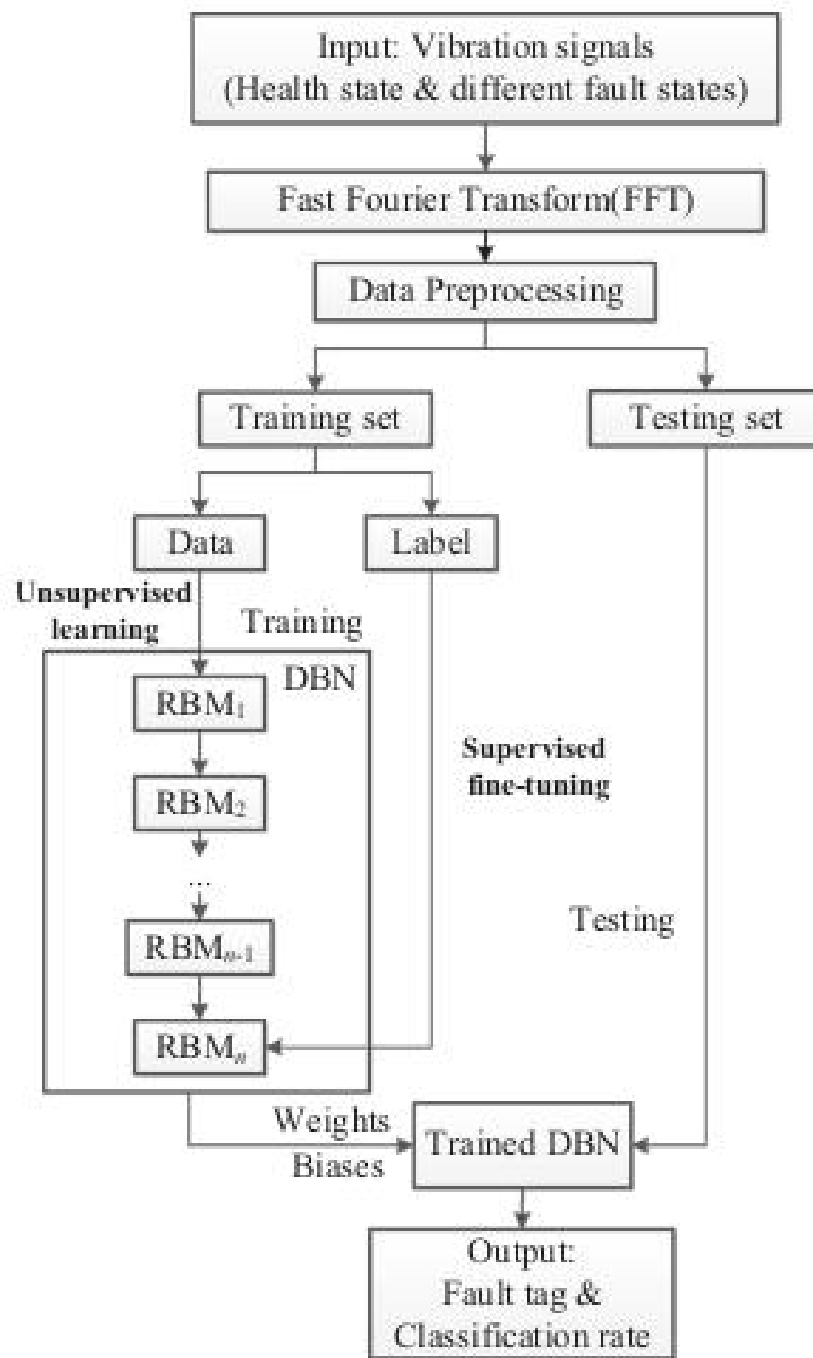 Input: Vibration signals
(Health state & different fault states)
Fast Fourier Transform(FFT)
Data Preprocessing
Training set
Testing set
Data
Label
Unsupervised
learning
Training
DBN
RBM₁
RBM₂
...
RBMₙ₋₁
RBMₙ
Supervised
fine-tuning
Testing
Weights
Biases
Trained DBN
Output:
Fault tag &
Classification rate